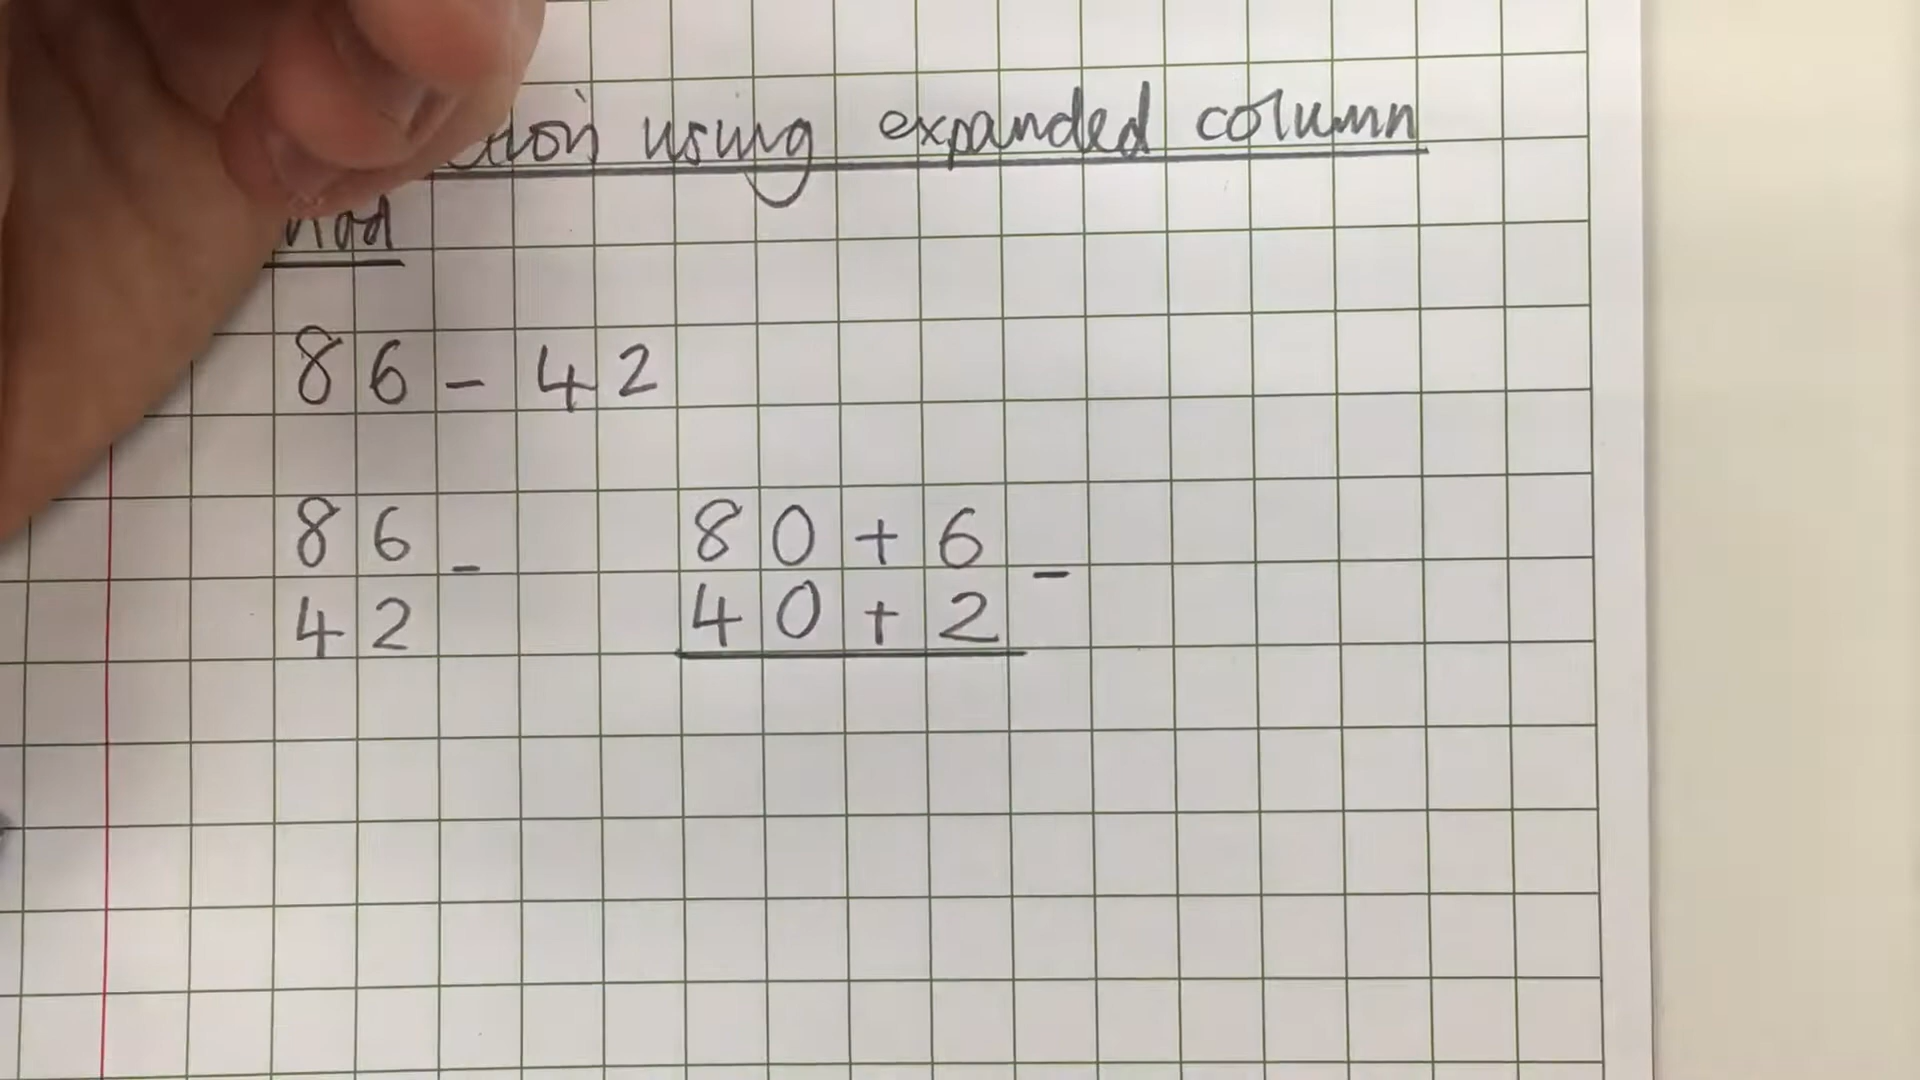 using expanded column
86 - 42
86 -
42
80 + 6 -
40 + 2